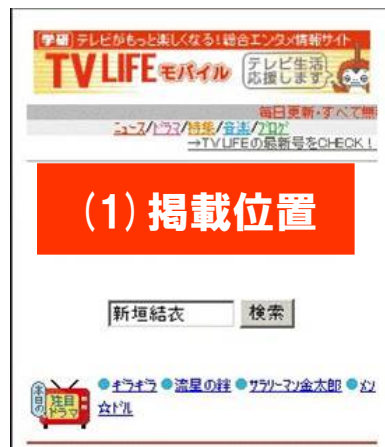 学研 テレビがもっと楽しくなる!総合エンタメ情報サイト
TV LIFE モバイル
テレビ生活
応援します♪
毎日更新・すべて無
ニュース/ドラマ/特集/音楽/ブログ
→TVLIFEの最新号をCHECK!
(1)掲載位置
新垣結衣 検索
本日の 注目ドラマ ●キラキラ ●流星の絆 ●サラリーマン金太郎 ●メン
☆ドル